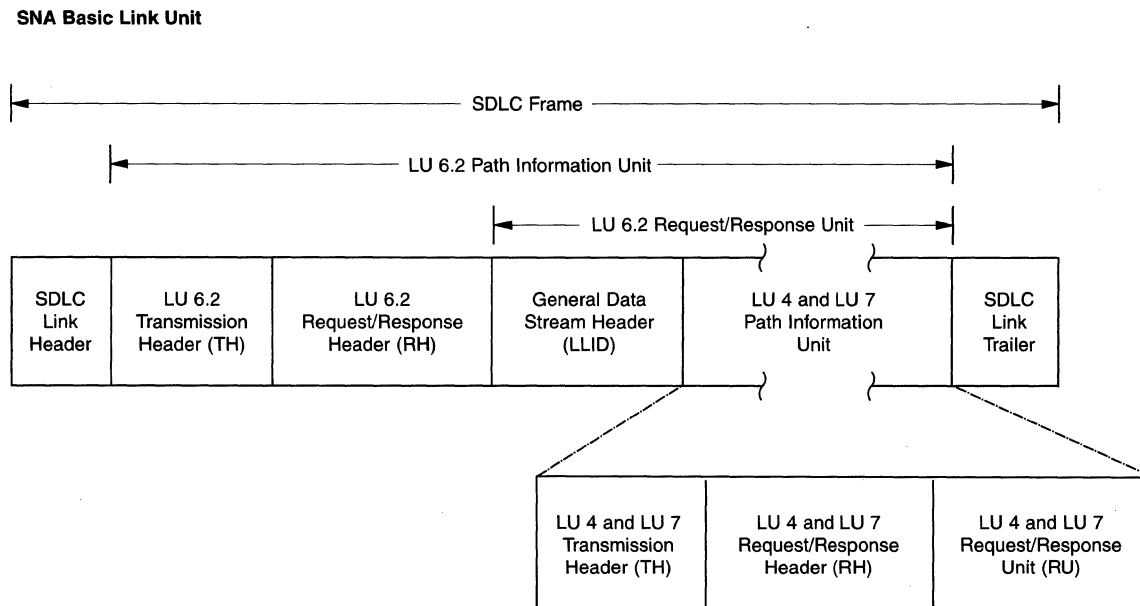 SNA Basic Link Unit
SDLC Frame
LU 6.2 Path Information Unit
LU 6.2 Request/Response Unit
SDLC
Link
Header
LU 6.2
Transmission
Header (TH)
LU 6.2
Request/Response
Header (RH)
General Data
Stream Header
(LLID)
LU 4 and LU 7
Path Information
Unit
SDLC
Link
Trailer
LU 4 and LU 7
Transmission
Header (TH)
LU 4 and LU 7
Request/Response
Header (RH)
LU 4 and LU 7
Request/Response
Unit (RU)